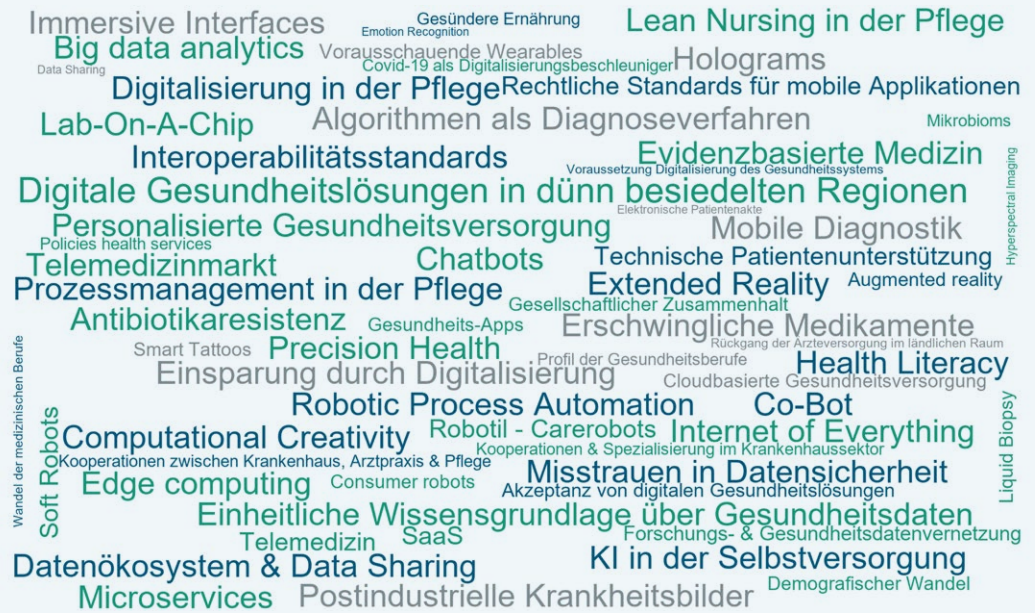 Immersive Interfaces
Gesündere Ernährung
Lean Nursing in der Pflege
Emotion Recognition
Big data analytics
Vorausschauende Wearables
Covid-19 als Digitalisierungsbeschleuniger
Holograms
Data Sharing
Digitalisierung in der Pflege
Rechtliche Standards für mobile Applikationen
Lab-On-A-Chip
Algorithmen als Diagnoseverfahren
Mikrobioms
Interoperabilitätsstandards
Evidenzbasierte Medizin
Voraussetzung Digitalisierung des Gesundheitssystems
Hyperspectral Imaging
Digitale Gesundheitslösungen in dünn besiedelten Regionen
Elektronische Patientenakte
Personalisierte Gesundheitsversorgung
Mobile Diagnostik
Policies health services
Telemedizinmarkt
Chatbots
Technische Patientenunterstützung
Prozessmanagement in der Pflege
Extended Reality
Augmented reality
Gesellschaftlicher Zusammenhalt
Antibiotikaresistenz
Gesundheits-Apps
Erschwingliche Medikamente
Rückgang der Ärzteversorgung im ländlichen Raum
Smart Tattoos
Precision Health
Profil der Gesundheitsberufe
Health Literacy
Einsparung durch Digitalisierung
Cloudbasierte Gesundheitsversorgung
Wandel der medizinischen Berufe
Robotic Process Automation
Co-Bot
Soft Robots
Computational Creativity
Robotil - Carerobots
Internet of Everything
Liquid Biopsy
Kooperationen & Spezialisierung im Krankenhaussektor
Kooperationen zwischen Krankenhaus, Arztpraxis & Pflege
Misstrauen in Datensicherheit
Edge computing
Consumer robots
Akzeptanz von digitalen Gesundheitslösungen
Einheitliche Wissensgrundlage über Gesundheitsdaten
Telemedizin
SaaS
Forschungs- & Gesundheitsdatenvernetzung
Datenökosystem & Data Sharing
KI in der Selbstversorgung
Demografischer Wandel
Microservices
Postindustrielle Krankheitsbilder